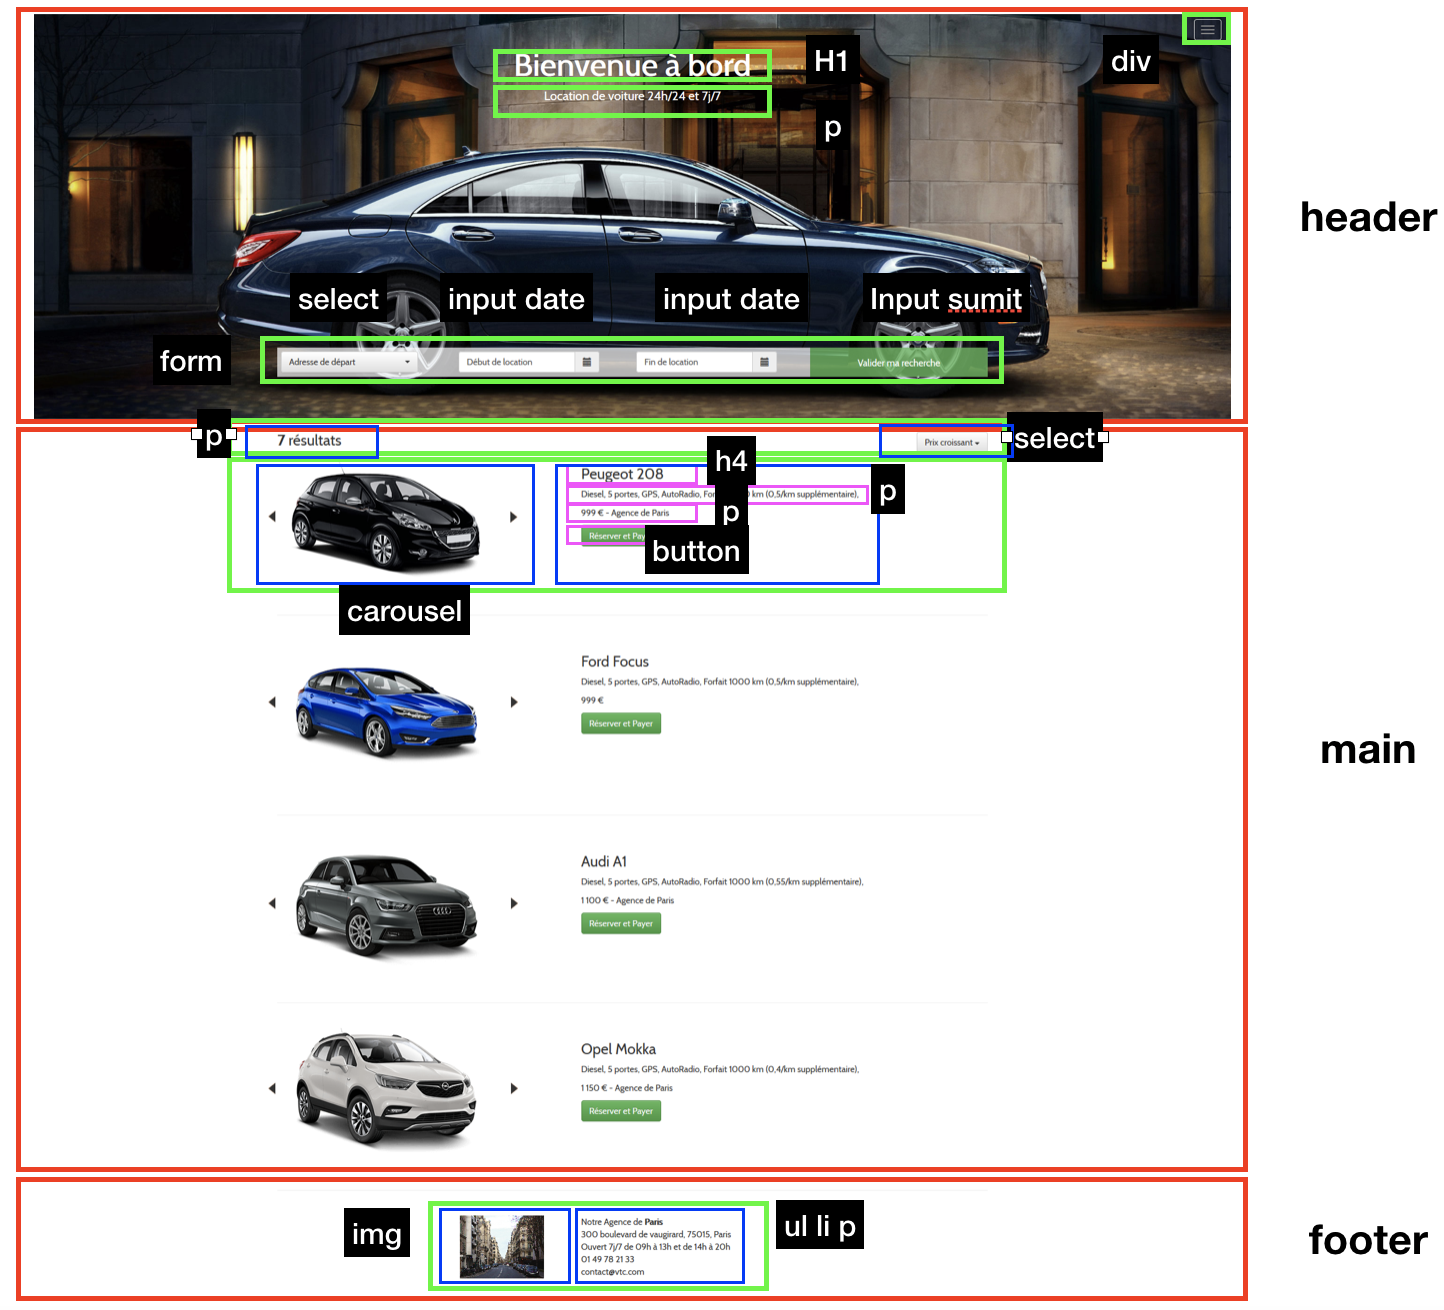 Bienvenue à bord
H1
div
Location de voiture 24h/24 et 7j/7
p
header
select
input date
input date
Input sumit
form
Adresse de départ
Début de location
Fin de location
Valider ma recherche
p
7 résultats
Prix croissant
select
h4
Peugeot 208
Diesel, 5 portes, GPS, AutoRadio, km (0,5/km supplémentaire),
p
999 € - Agence de Paris
p
Réserver et
button
carousel
Ford Focus
Diesel, 5 portes, GPS, AutoRadio, Forfait 1000 km (0,5/km supplémentaire),
999 €
Réserver et Payer
main
Audi A1
Diesel, 5 portes, GPS, AutoRadio, Forfait 1000 km (0,55/km supplémentaire),
1 100 € - Agence de Paris
Réserver et Payer
Opel Mokka
Diesel, 5 portes, GPS, AutoRadio, Forfait 1000 km (0,4/km supplémentaire),
1 150 € - Agence de Paris
Réserver et Payer
img
ul li p
Notre Agence de Paris
300 boulevard de vaugirard, 75015, Paris
Ouvert 7j/7 de 09h à 13h et de 14h à 20h
01 49 78 21 33
contact@vtc.com
footer